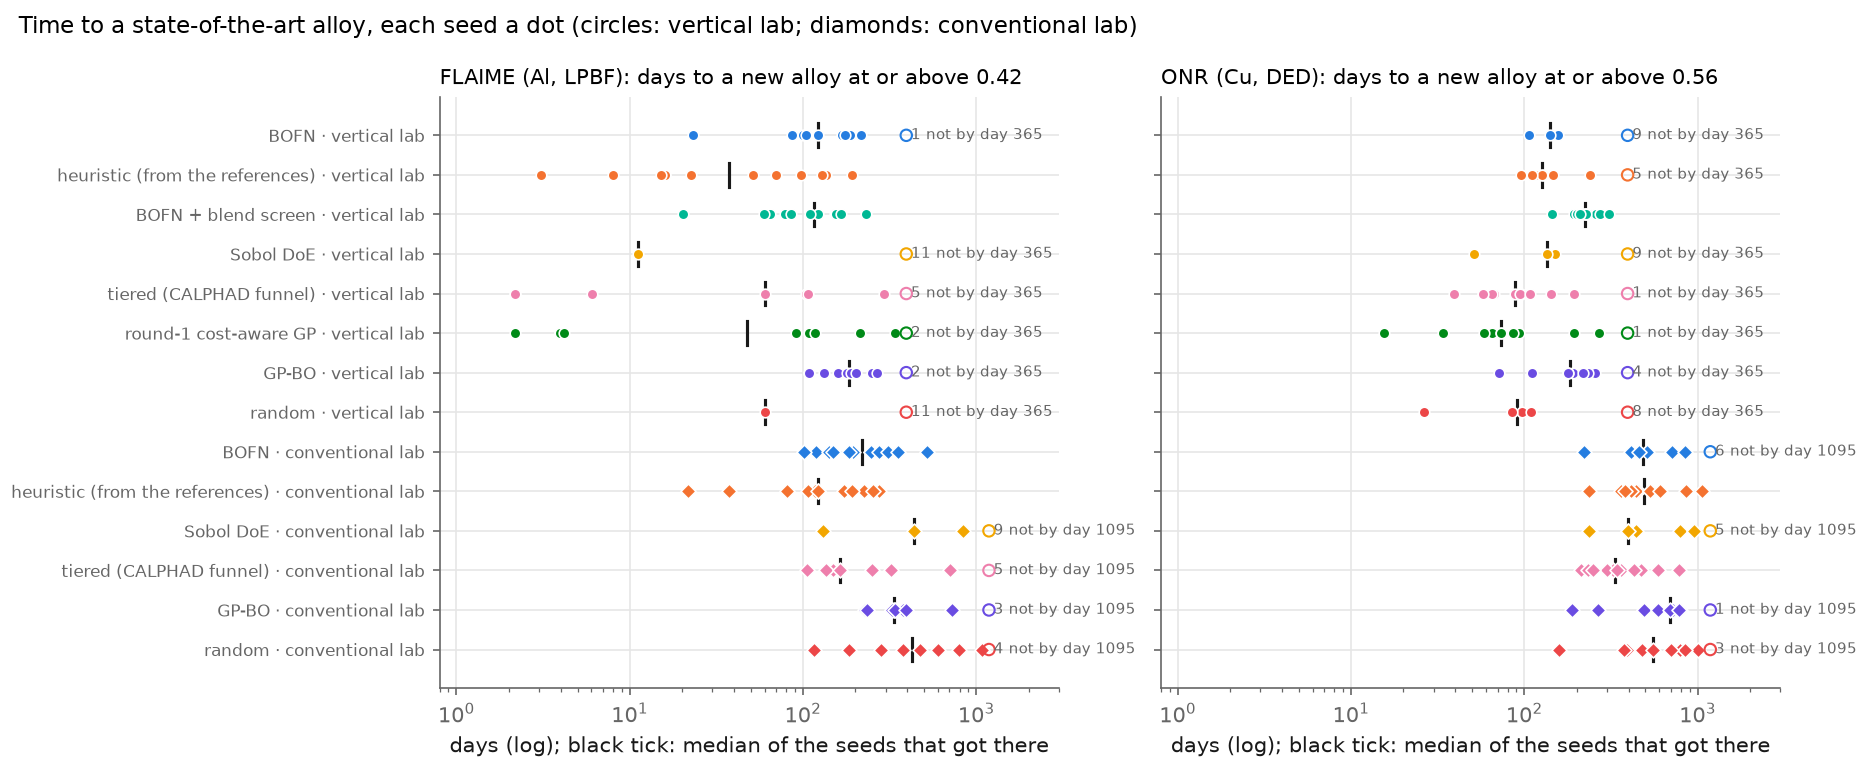 Time to a state-of-the-art alloy, each seed a dot (circles: vertical lab; diamonds: conventional lab)
FLAIME (Al, LPBF): days to a new alloy at or above 0.42
BOFN · vertical lab
heuristic (from the references) · vertical lab
BOFN + blend screen · vertical lab
Sobol DoE · vertical lab
tiered (CALPHAD funnel) · vertical lab
round-1 cost-aware GP · vertical lab
GP-BO · vertical lab
random · vertical lab
BOFN · conventional lab
heuristic (from the references) · conventional lab
Sobol DoE · conventional lab
tiered (CALPHAD funnel) · conventional lab
GP-BO · conventional lab
random · conventional lab
1 not by day 365
11 not by day 365
5 not by day 365
2 not by day 365
2 not by day 365
11 not by day 365
9 not by day 1095
5 not by day 1095
3 not by day 1095
4 not by day 1095
10⁰ 10¹ 10² 10³
days (log); black tick: median of the seeds that got there
ONR (Cu, DED): days to a new alloy at or above 0.56
9 not by day 365
5 not by day 365
9 not by day 365
1 not by day 365
1 not by day 365
4 not by day 365
8 not by day 365
6 not by day 1095
5 not by day 1095
1 not by day 1095
3 not by day 1095
10⁰ 10¹ 10² 10³
days (log); black tick: median of the seeds that got there